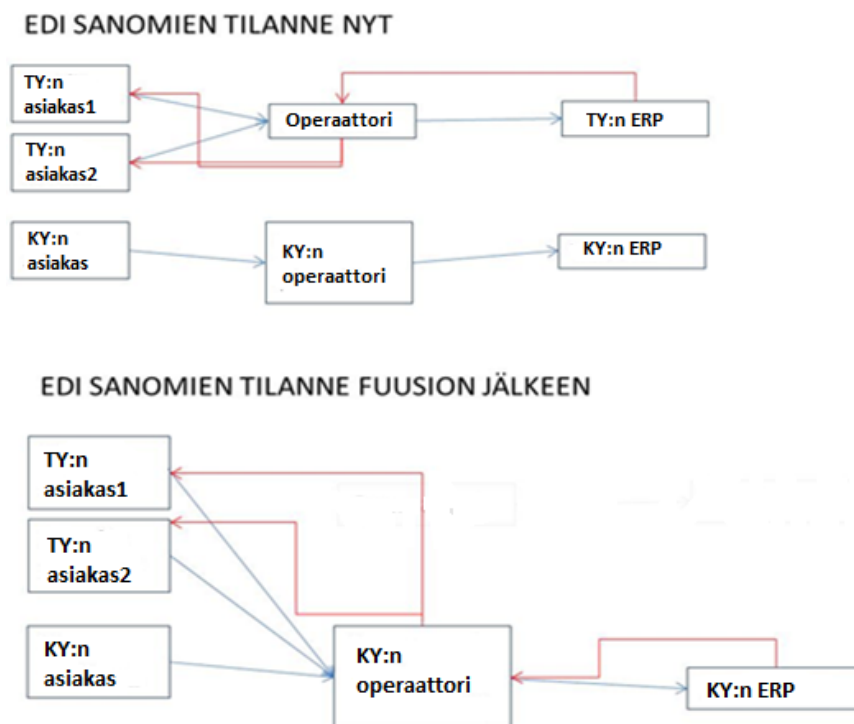 EDI SANOMIEN TILANNE NYT
TY:n
asiakas1
Operaattori
TY:n ERP
TY:n
asiakas2
KY:n
asiakas
KY:n
operaattori
KY:n ERP
EDI SANOMIEN TILANNE FUUSION JÄLKEEN
TY:n
asiakas1
TY:n
asiakas2
KY:n
asiakas
KY:n
operaattori
KY:n ERP